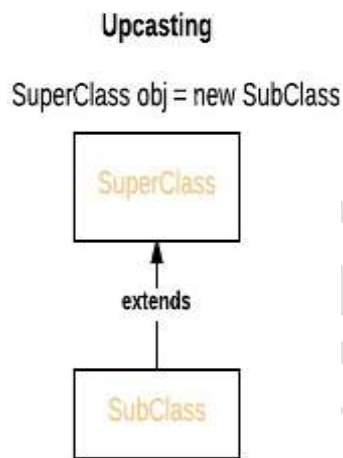 Upcasting
SuperClass obj = new SubClass
SuperClass
extends
SubClass